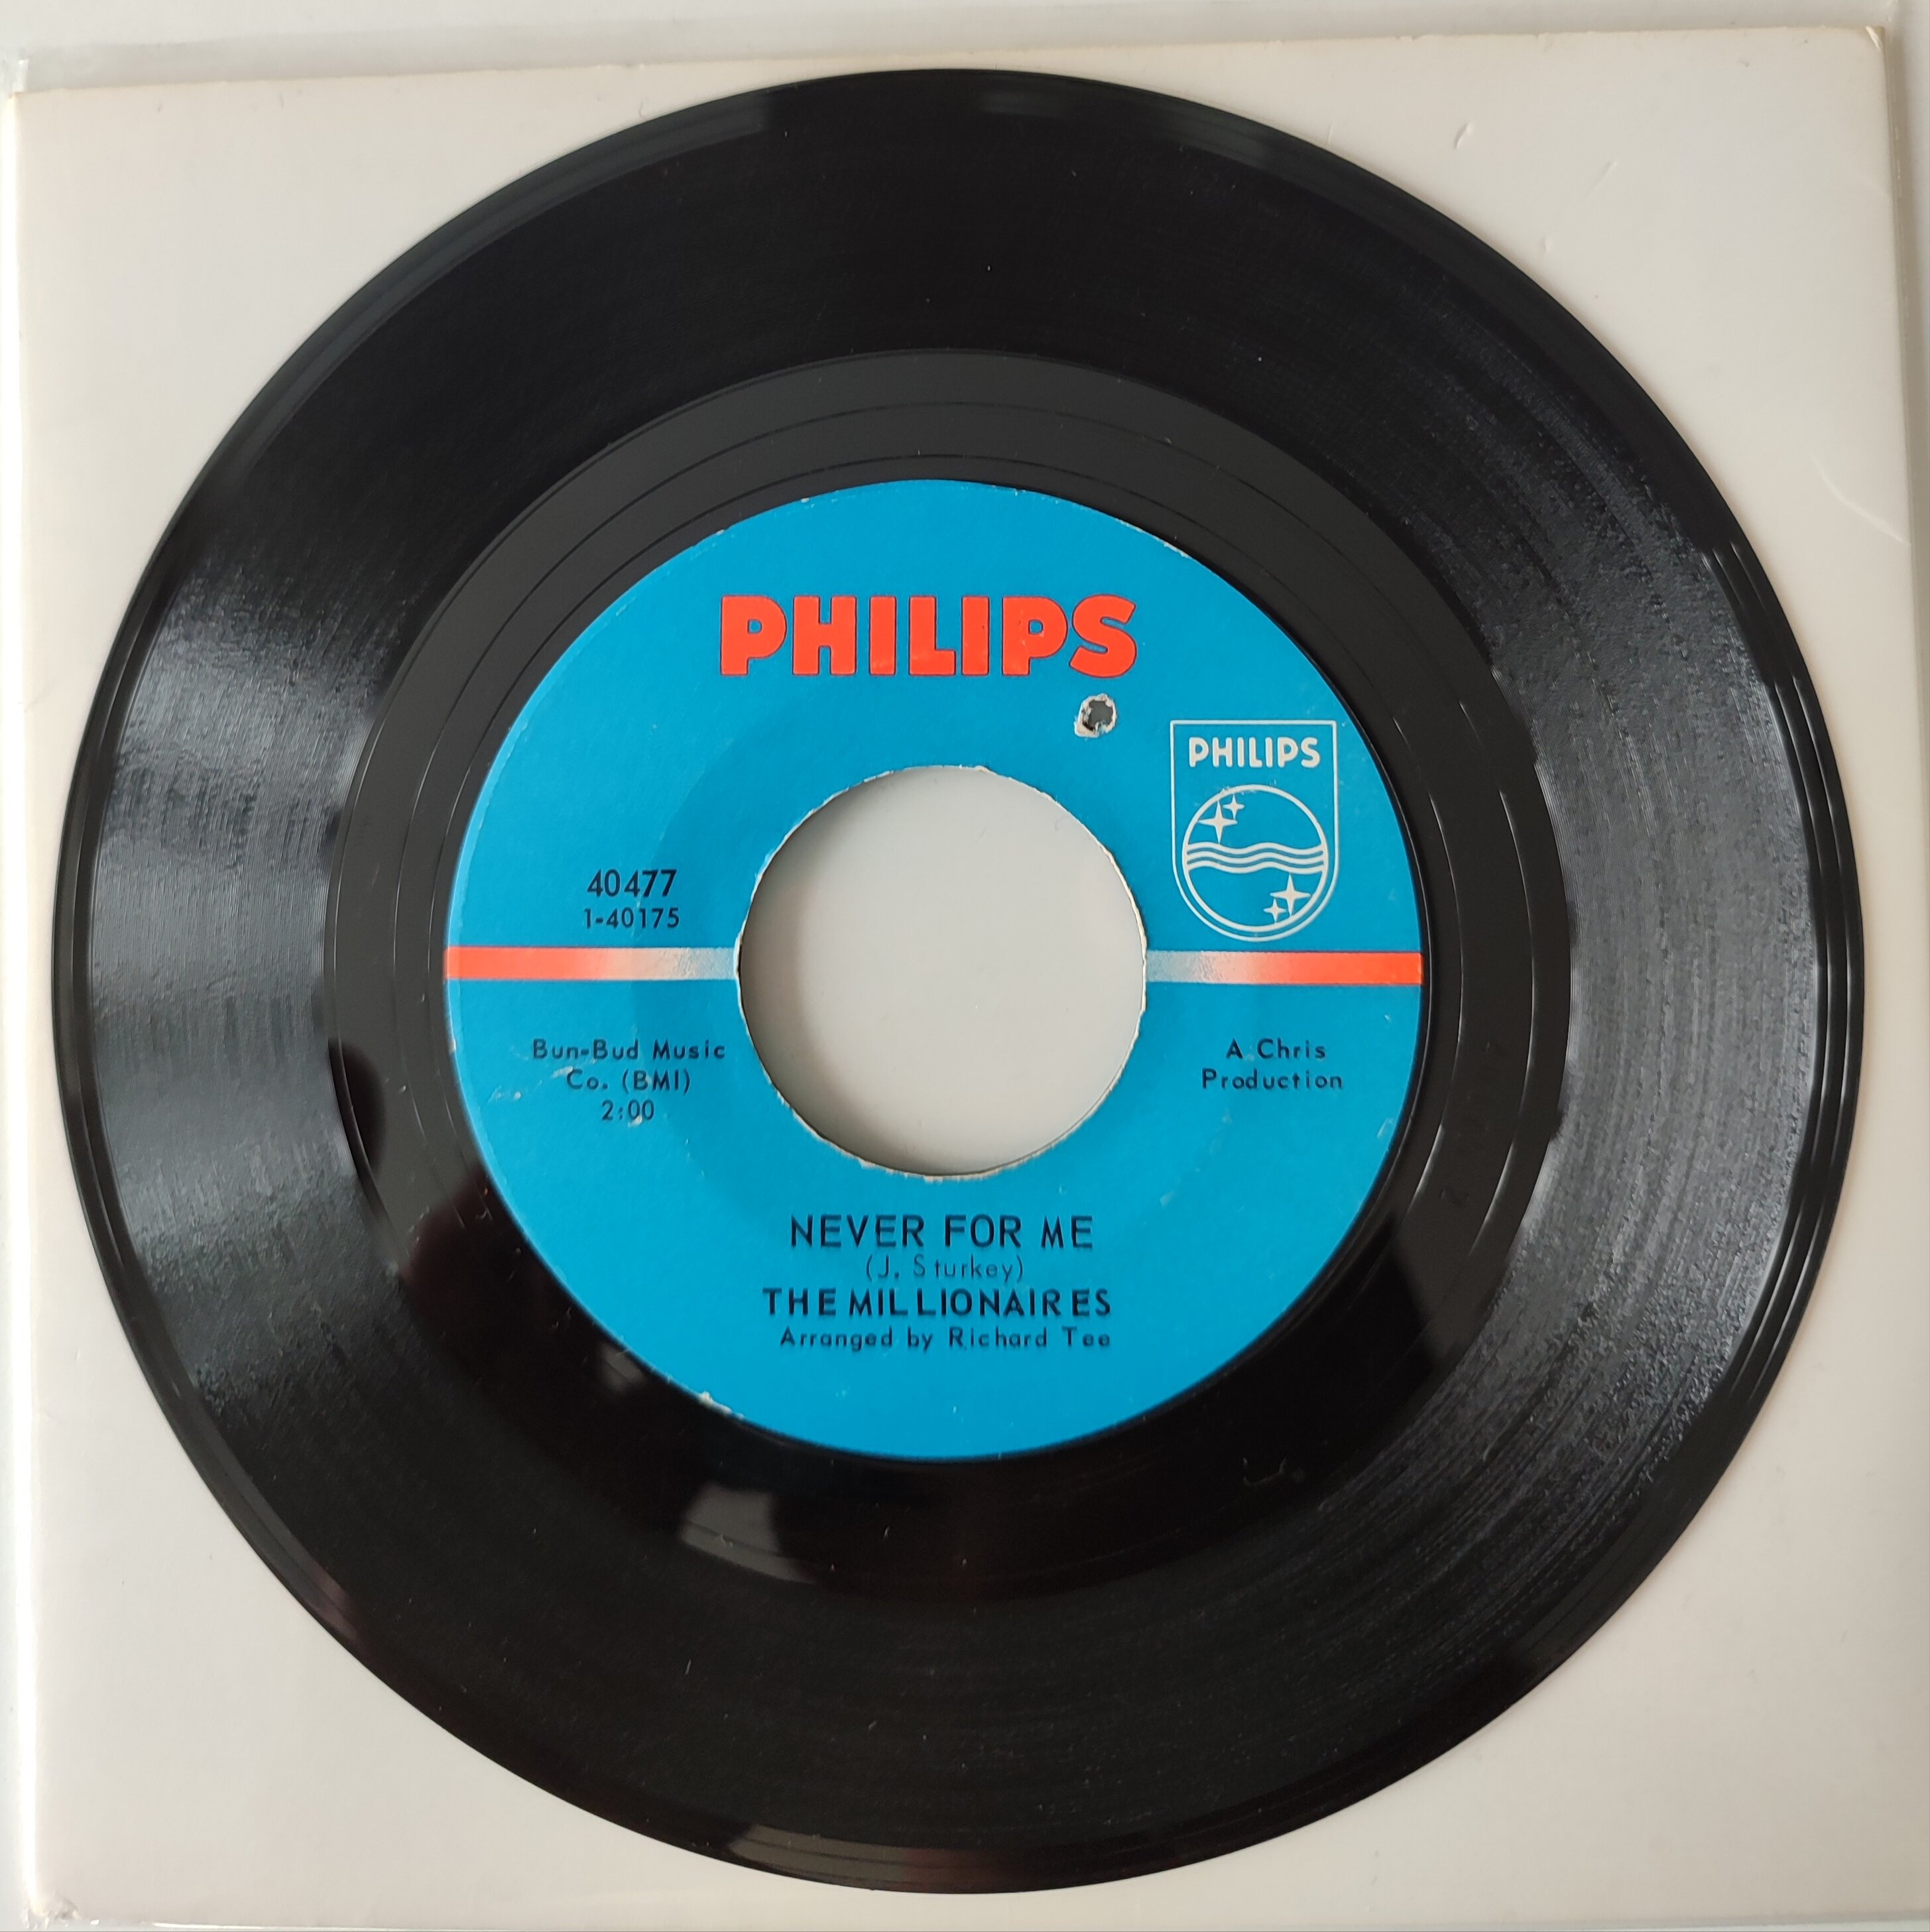 PHILIPS
PHILIPS
40477
1-40175
Bun-Bud Music
Co. (BMI)
2:00
A Chris
Production
NEVER FOR ME
(J. Sturkey)
THE MILLIONAIRES
Arranged by Richard Tee